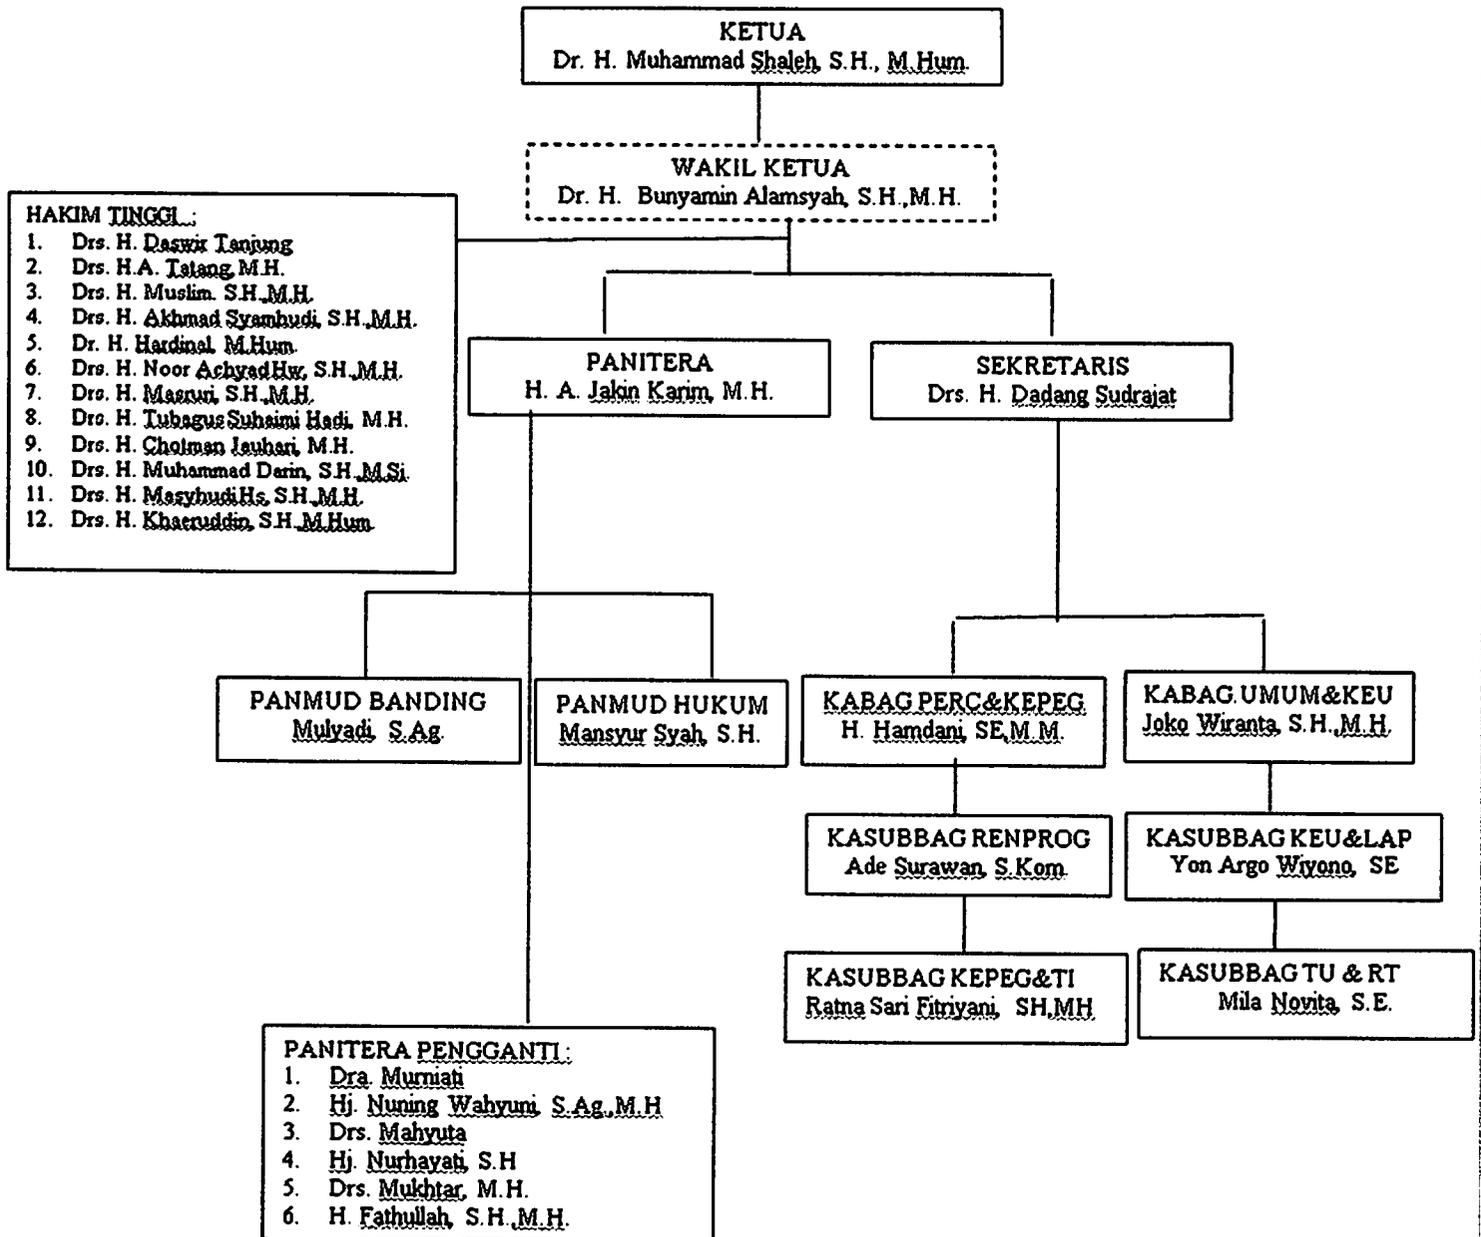 KETUA
Dr. H. Muhammad Shaleh, S.H., M.Hum.
WAKIL KETUA
Dr. H. Bunyamin Alamsyah, S.H.,M.H.
HAKIM TINGGI :
1. Drs. H. Daswir Tanjung
2. Drs. H.A. Tatang, M.H.
3. Drs. H. Muslim. S.H.,M.H.
4. Drs. H. Akhmad Syamhudi, S.H.,M.H.
5. Dr. H. Hardinal, M.Hum.
6. Drs. H. Noor AchyadHw, S.H.,M.H.
7. Drs. H. Masruri, S.H.,M.H.
8. Drs. H. Tubagus Suhaimi Hadi, M.H.
9. Drs. H. Chotman Jauhari, M.H.
10. Drs. H. Muhammad Darin, S.H.,M.Si.
11. Drs. H. MasyhudiHs, S.H.,M.H.
12. Drs. H. Khaeruddin, S.H.,M.Hum.
PANITERA
H. A. Jakin Karim, M.H.
SEKRETARIS
Drs. H. Dadang Sudrajat
PANMUD BANDING
Mulyadi, S.Ag.
PANMUD HUKUM
Mansyur Syah, S.H.
KABAG PERC&KEPEG
H. Hamdani, SE,M.M.
KABAG. UMUM&KEU
Joko Wiranta, S.H.,M.H.
KASUBBAG RENPROG
Ade Surawan, S.Kom.
KASUBBAG KEU&LAP
Yon Argo Wiyono, SE
KASUBBAG KEPEG&TI
Ratna Sari Fitriyani, SH,MH
KASUBBAG TU & RT
Mila Novita, S.E.
PANITERA PENGGANTI :
1. Dra. Murniati
2. Hj. Nuning Wahyuni, S.Ag.,M.H
3. Drs. Mahyuta
4. Hj. Nurhayati, S.H
5. Drs. Mukhtar, M.H.
6. H. Fathullah, S.H.,M.H.